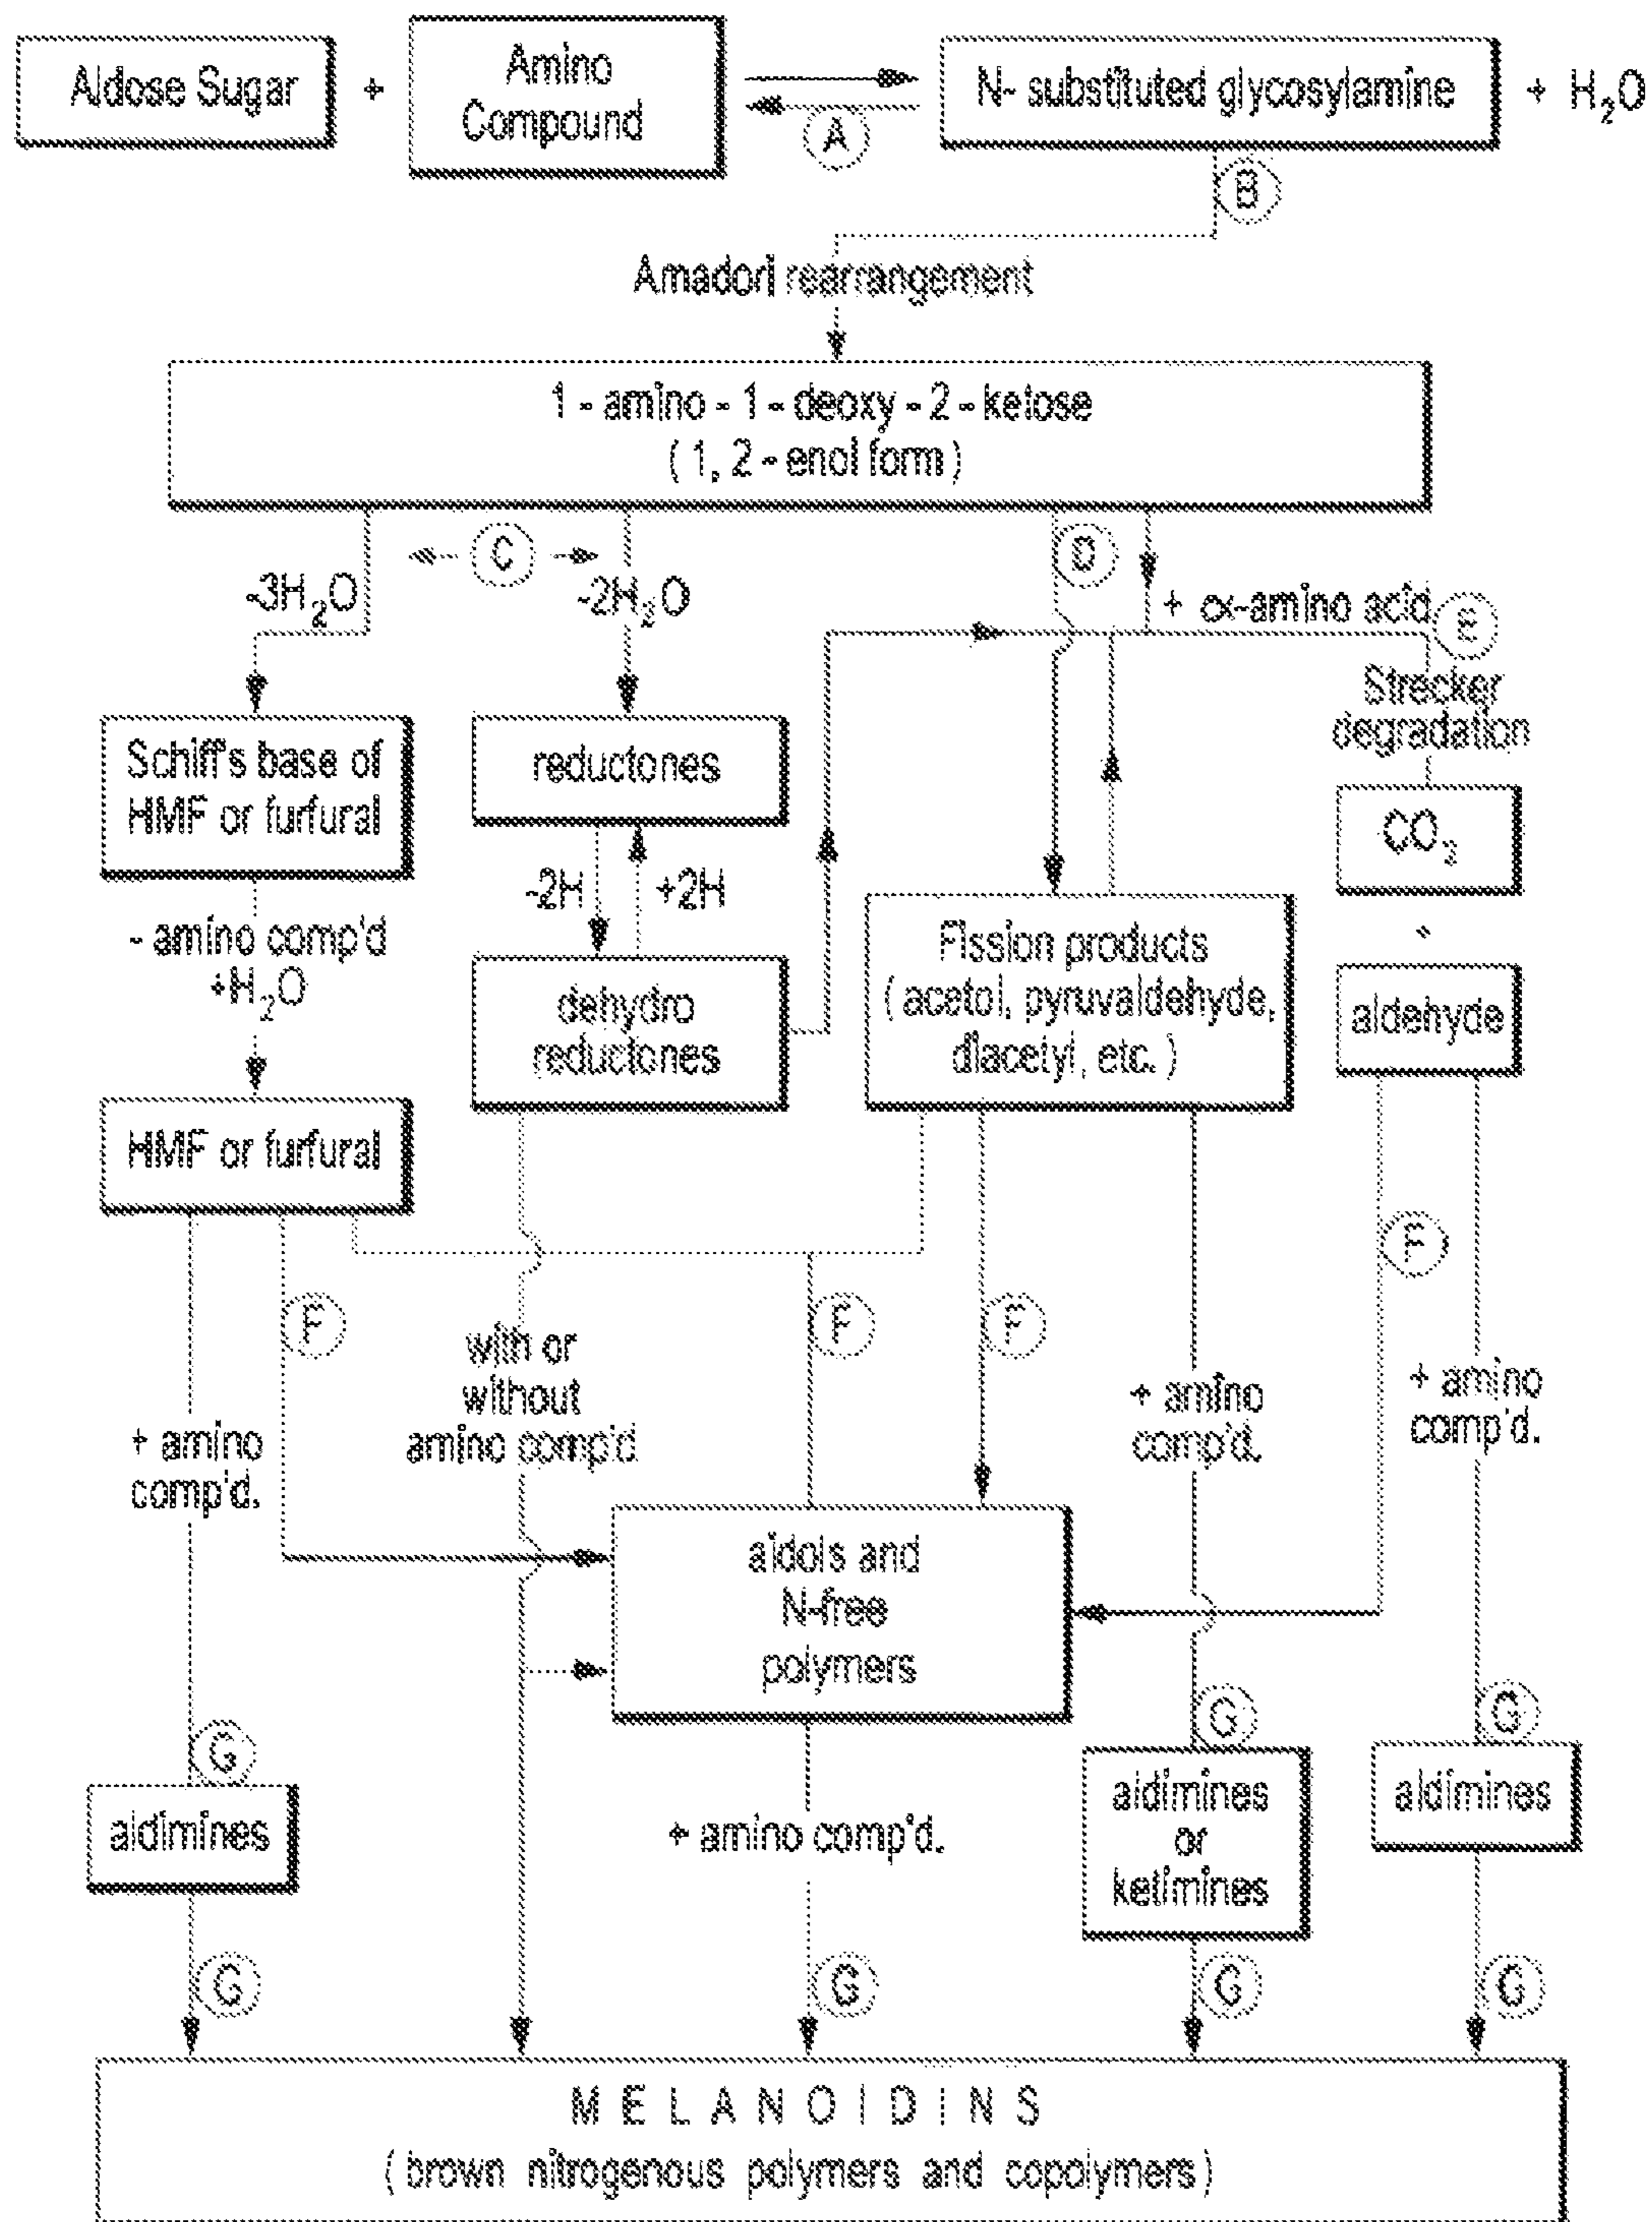 Aldose Sugar
+
Amino
Compound
A
N- substituted glycosylamine
+ H₂O
B
Amadori rearrangement
1 - amino - 1 - deoxy - 2 - ketose
( 1, 2 - enol form )
C
D
-3H₂O
-2H₂O
+ α-amino acid
E
Strecker
degradation
Schiff's base of
HMF or furfural
reductones
CO₂
-2H
+2H
- amino comp'd
+H₂O
dehydro
reductones
Fission products
( acetol, pyruvaldehyde,
diacetyl, etc. )
aldehyde
HMF or furfural
F
F
F
F
with or
without
amino comp'd
+ amino
comp'd.
+ amino
comp'd.
+ amino
comp'd.
aldols and
N-free
polymers
G
G
G
aldimines
+ amino comp'd.
aldimines
or
ketimines
aldimines
G
G
G
G
MELANOIDINS
( brown nitrogenous polymers and copolymers )